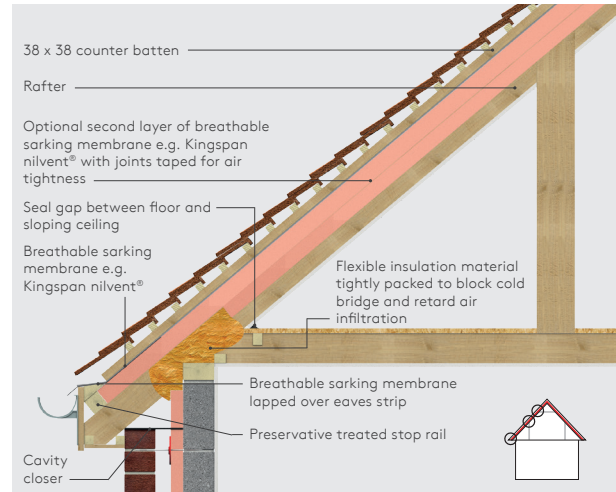 38 x 38 counter batten
Rafter
Optional second layer of breathable
sarking membrane e.g. Kingspan
nilvent® with joints taped for air
tightness
Seal gap between floor and
sloping ceiling
Breathable sarking
membrane e.g.
Kingspan nilvent®
Flexible insulation material
tightly packed to block cold
bridge and retard air
infiltration
Breathable sarking membrane
lapped over eaves strip
Preservative treated stop rail
Cavity
closer